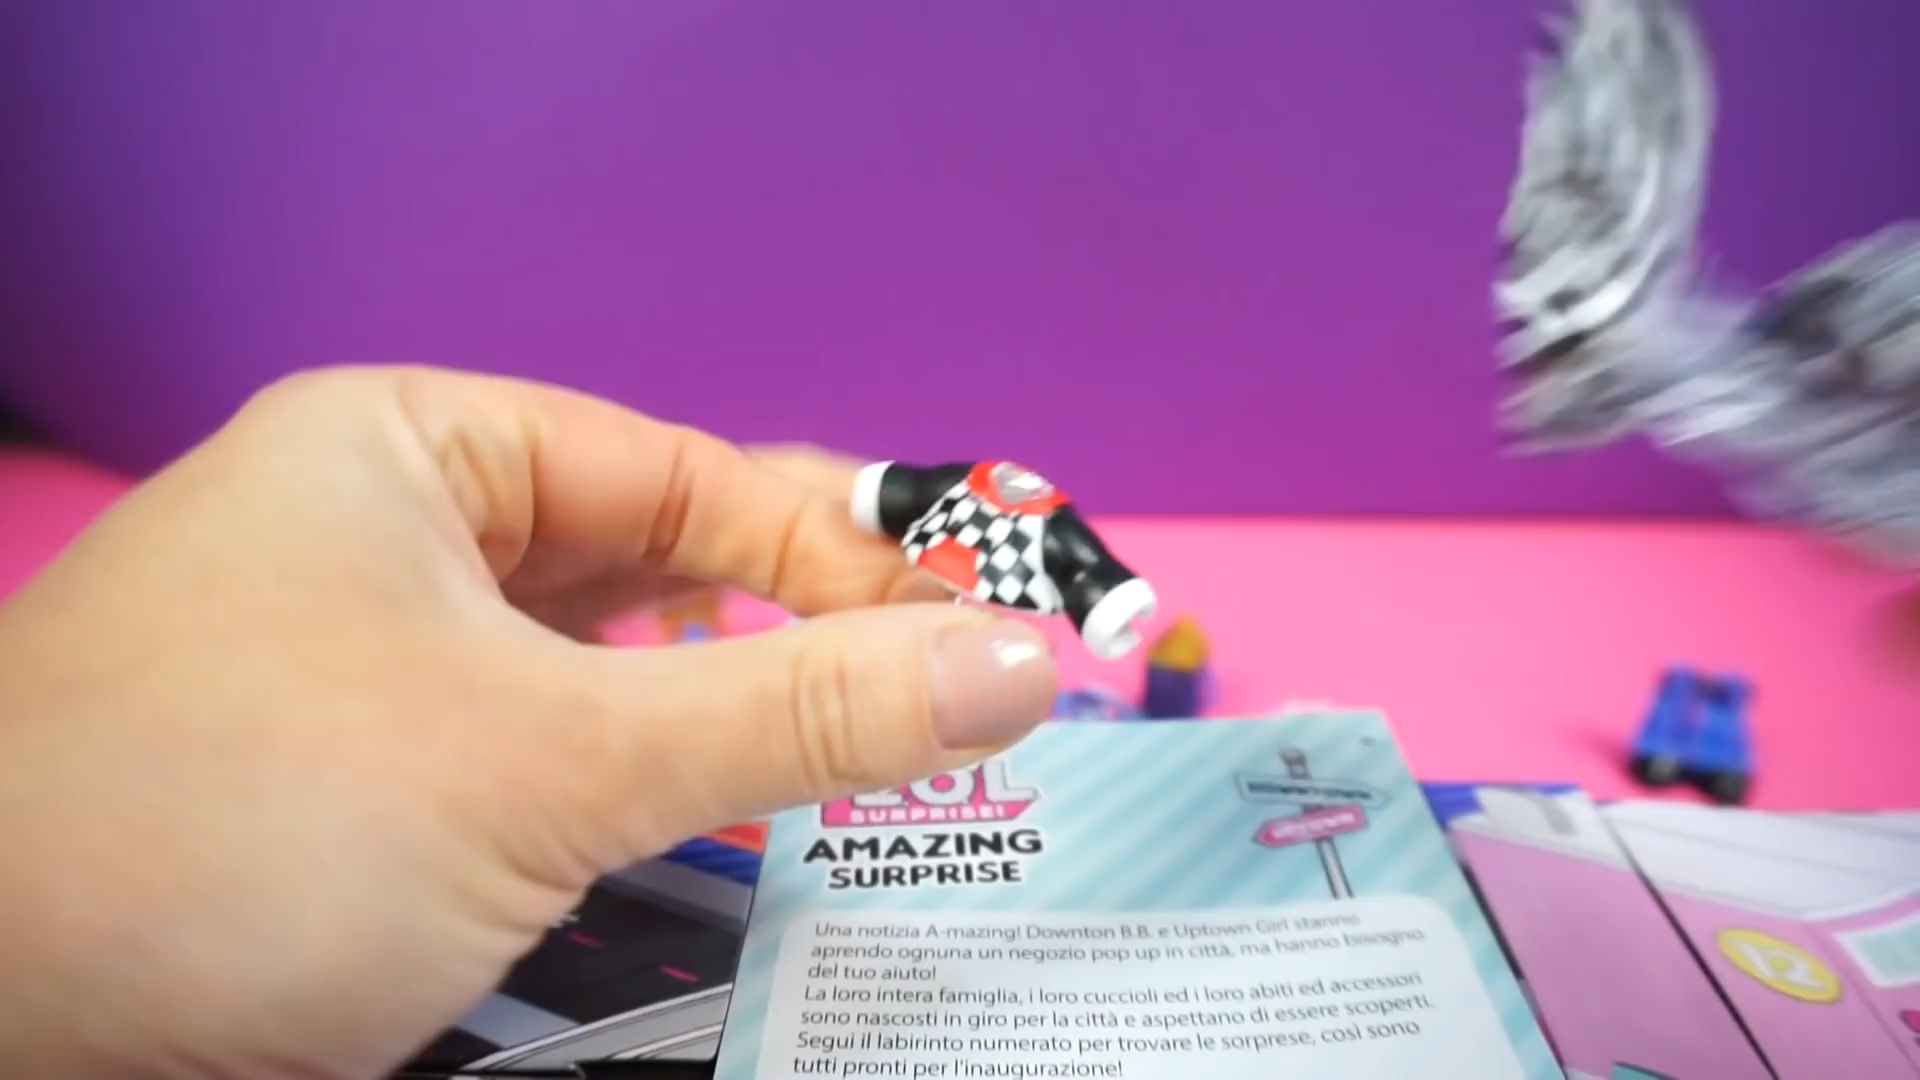 LOL
SURPRISE!
AMAZING
SURPRISE
DOWNTOWN
UPTOWN
Una notizia A-mazing! Downton B.B. e Uptown Girl stanno
aprendo ognuna un negozio pop up in città, ma hanno bisogno
del tuo aiuto!
La loro intera famiglia, i loro cuccioli ed i loro abiti ed accessori
sono nascosti in giro per la città e aspettano di essere scoperti.
Segui il labirinto numerato per trovare le sorprese, così sono
tutti pronti per l'inaugurazione!
12